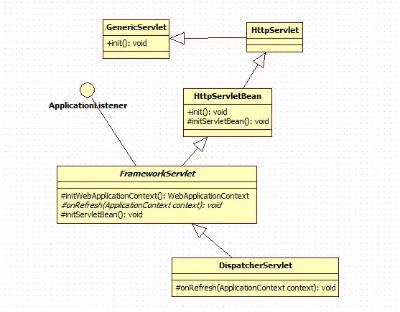 GenericServlet
+init(): void
HttpServlet
ApplicationListener
HttpServletBean
+init(): void
#initServletBean(): void
FrameworkServlet
#initWebApplicationContext(): WebApplicationContext
#onRefresh(ApplicationContext context): void
#initServletBean(): void
DispatcherServlet
#onRefresh(ApplicationContext context): void